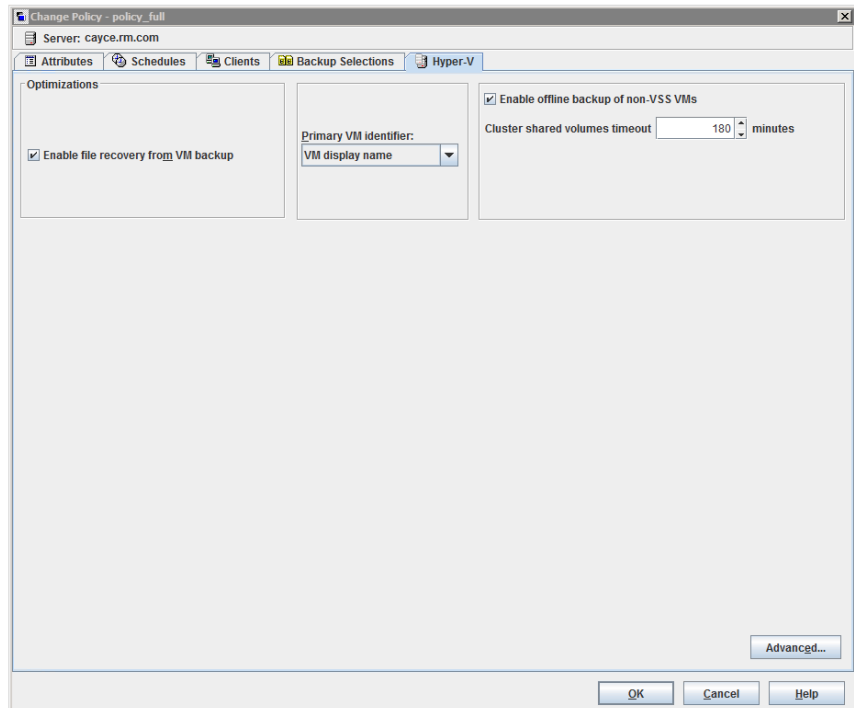 Change Policy - policy_full
Server: cayce.rm.com
Attributes Schedules Clients Backup Selections Hyper-V
Optimizations
Enable file recovery from VM backup
Primary VM identifier:
VM display name
Enable offline backup of non-VSS VMs
Cluster shared volumes timeout 180 minutes
Advanced...
OK Cancel Help